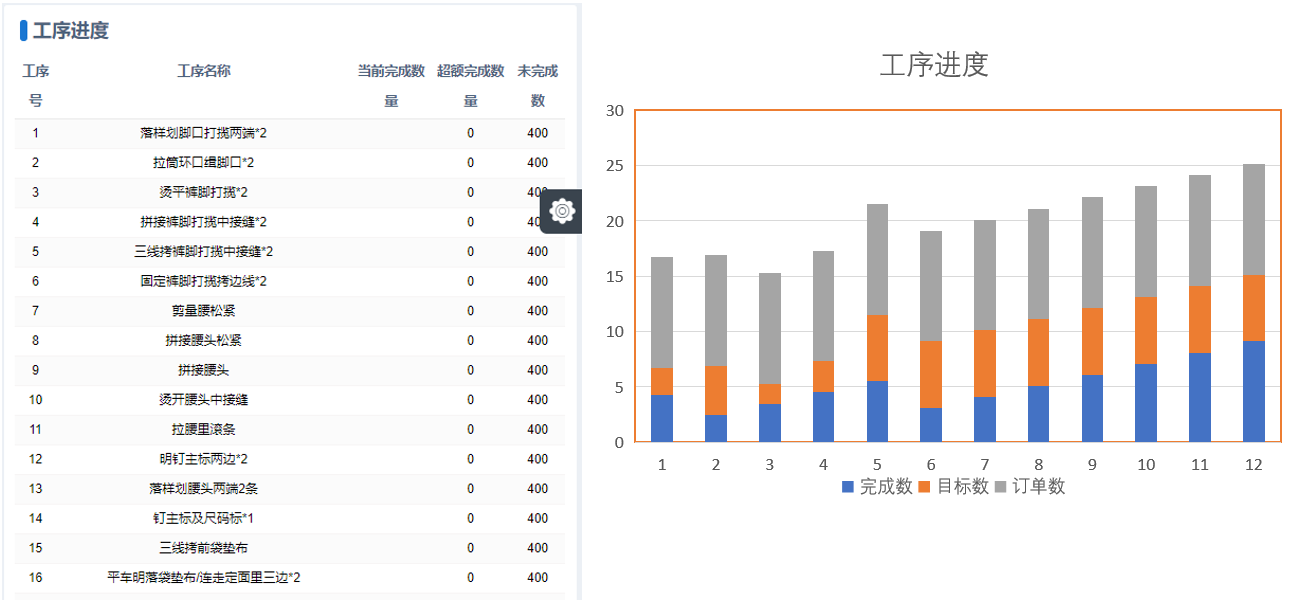 工序进度
工序号 工序名称 当前完成数量 超额完成数量 未完成数
1 落样划脚口打揽两端*2 0 400
2 拉筒环口缉脚口*2 0 400
3 烫平裤脚打揽*2 0 400
4 拼接裤脚打揽中接缝*2 0 40
5 三线拷裤脚打揽中接缝*2 0 400
6 固定裤脚打揽拷边线*2 0 400
7 剪量腰松紧 0 400
8 拼接腰头松紧 0 400
9 拼接腰头 0 400
10 烫开腰头中接缝 0 400
11 拉腰里滚条 0 400
12 明钉主标两边*2 0 400
13 落样划腰头两端2条 0 400
14 钉主标及尺码标*1 0 400
15 三线拷前袋垫布 0 400
16 平车明落袋垫布/连走定面里三边*2 0 400
工序进度
30
25
20
15
10
5
0
1 2 3 4 5 6 7 8 9 10 11 12
完成数 目标数 订单数